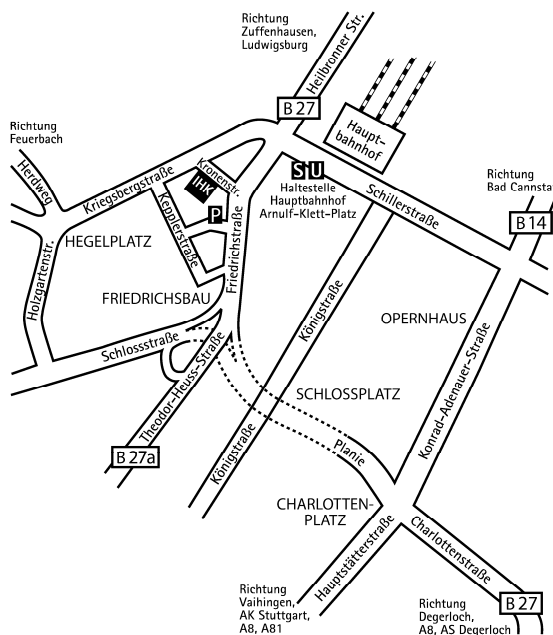 Richtung
Zuffenhausen,
Ludwigsburg
Heilbronner Str.
B 27
Haupt-
bahnhof
Richtung
Feuerbach
Herdweg
Kriegsbergstraße
Kronenstr.
IHK
S U
Haltestelle
Hauptbahnhof
Arnulf-Klett-Platz
Schillerstraße
Richtung
Bad Cannsta
B 14
Kepplerstraße
P
Friedrichstraße
HEGELPLATZ
Holzgartenstr.
FRIEDRICHSBAU
Königstraße
OPERNHAUS
Schlossstraße
Theodor-Heuss-Straße
SCHLOSSPLATZ
Konrad-Adenauer-Straße
B 27a
Königstraße
Planie
CHARLOTTEN-
PLATZ
Hauptstätterstraße
Charlottenstraße
Richtung
Vaihingen,
AK Stuttgart,
A8, A81
Richtung
Degerloch,
A8, AS Degerloch
B 27